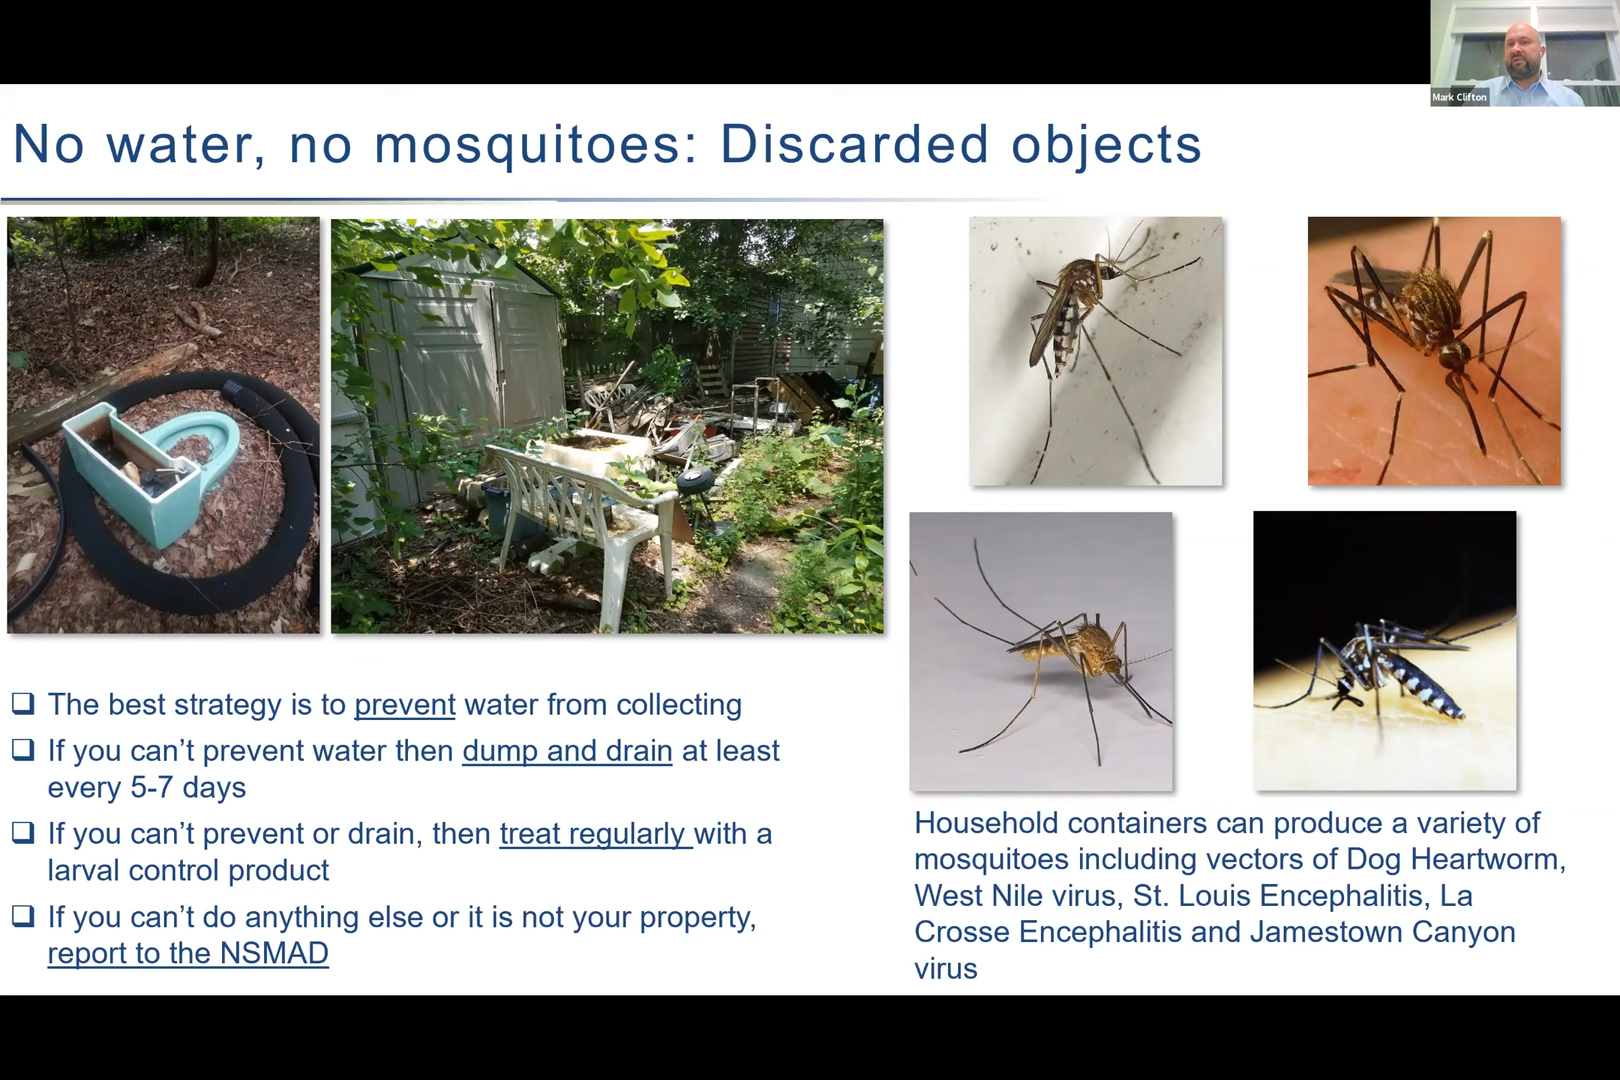 Mark Clifton
No water, no mosquitoes: Discarded objects
❑ The best strategy is to prevent water from collecting
❑ If you can’t prevent water then dump and drain at least
every 5-7 days
❑ If you can’t prevent or drain, then treat regularly with a
larval control product
❑ If you can’t do anything else or it is not your property,
report to the NSMAD
Household containers can produce a variety of
mosquitoes including vectors of Dog Heartworm,
West Nile virus, St. Louis Encephalitis, La
Crosse Encephalitis and Jamestown Canyon
virus